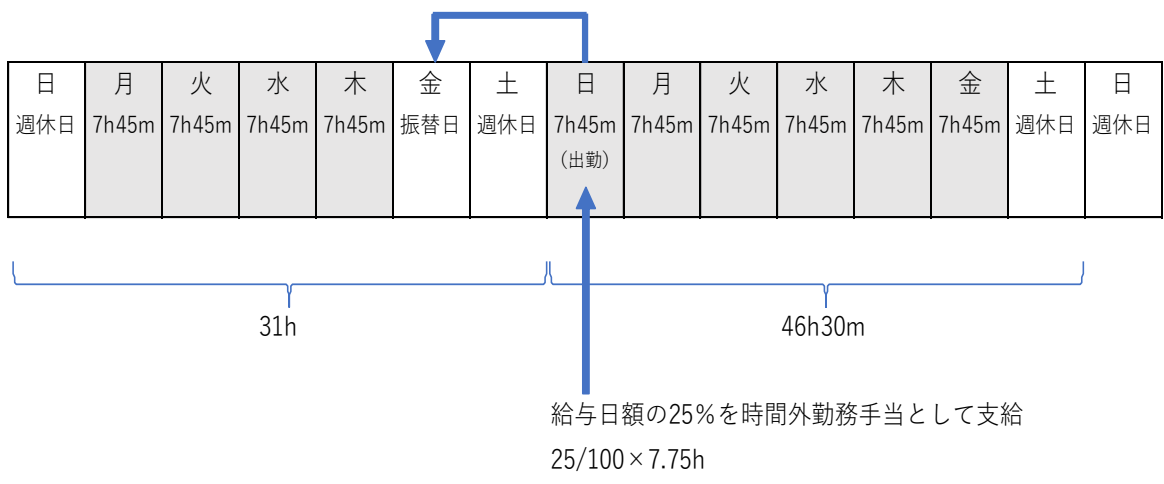 日 月 火 水 木 金 土 日 月 火 水 木 金 土 日
週休日 7h45m 7h45m 7h45m 7h45m 振替日 週休日 7h45m 7h45m 7h45m 7h45m 7h45m 7h45m 週休日 週休日
（出勤）
31h 46h30m
給与日額の25％を時間外勤務手当として支給
25/100×7.75h